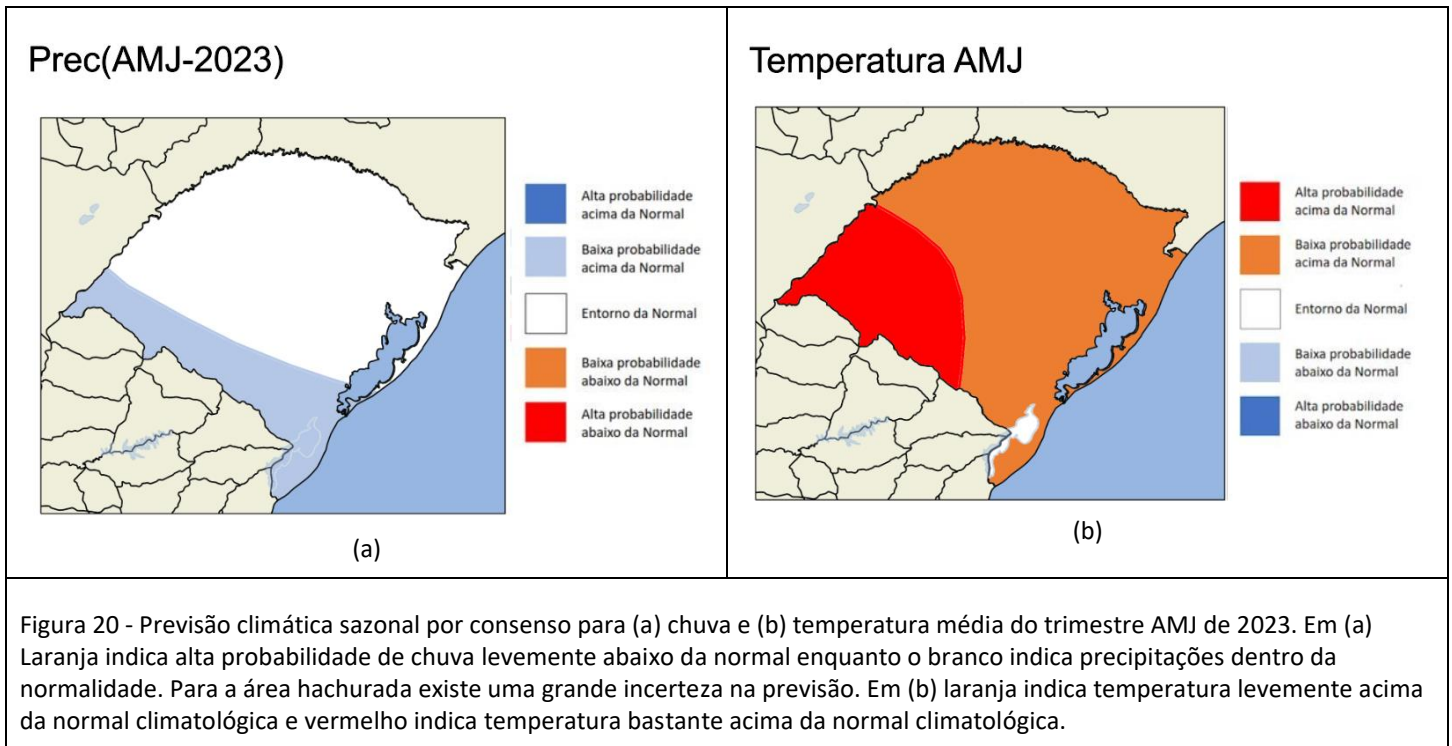 Prec(AMJ-2023)
Alta probabilidade
acima da Normal
Baixa probabilidade
acima da Normal
Entorno da Normal
Baixa probabilidade
abaixo da Normal
Alta probabilidade
abaixo da Normal
(a)
Temperatura AMJ
Alta probabilidade
acima da Normal
Baixa probabilidade
acima da Normal
Entorno da Normal
Baixa probabilidade
abaixo da Normal
Alta probabilidade
abaixo da Normal
(b)
Figura 20 - Previsão climática sazonal por consenso para (a) chuva e (b) temperatura média do trimestre AMJ de 2023. Em (a)
Laranja indica alta probabilidade de chuva levemente abaixo da normal enquanto o branco indica precipitações dentro da
normalidade. Para a área hachurada existe uma grande incerteza na previsão. Em (b) laranja indica temperatura levemente acima
da normal climatológica e vermelho indica temperatura bastante acima da normal climatológica.